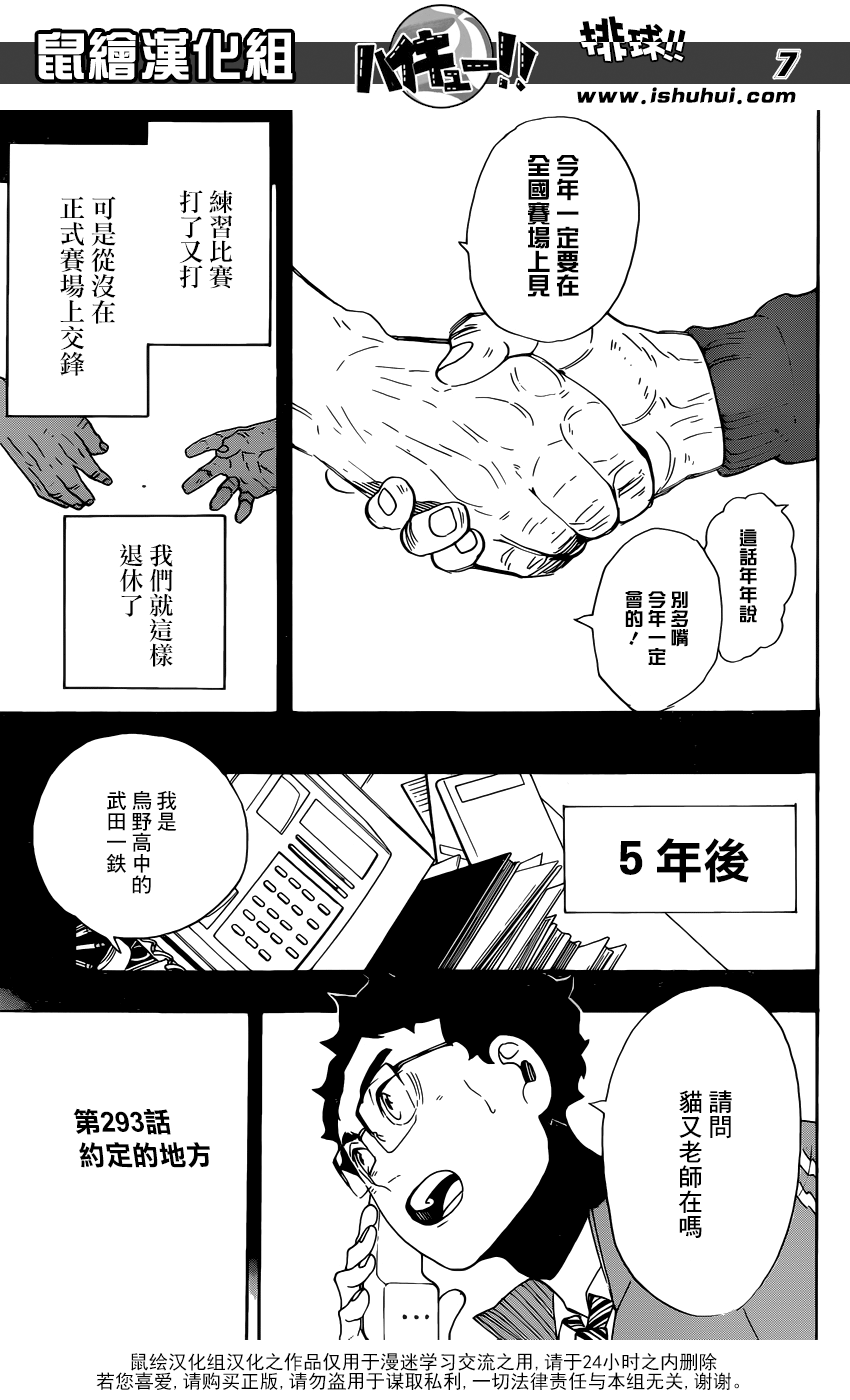 鼠繪漢化組
ハイキュー!!
排球!!
7
www.ishuhui.com
今年一定要在
全國賽場上見
這話年年說
別多嘴
今年一定
會的！
練習比賽
打了又打
可是從沒在
正式賽場上交鋒
我們就這樣
退休了
5年後
我是
烏野高中的
武田一鉄
請問
貓又老師在嗎
第293話
約定的地方
鼠绘汉化组汉化之作品仅用于漫迷学习交流之用, 请于24小时之内删除
若您喜爱, 请购买正版, 请勿盗用于谋取私利, 一切法律责任与本组无关, 谢谢。